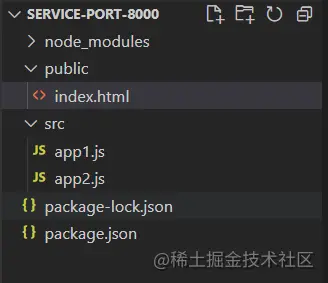 SERVICE-PORT-8000
node_modules
public
<> index.html
src
JS app1.js
JS app2.js
{} package-lock.json
{} package.json
@稀土掘金技术社区